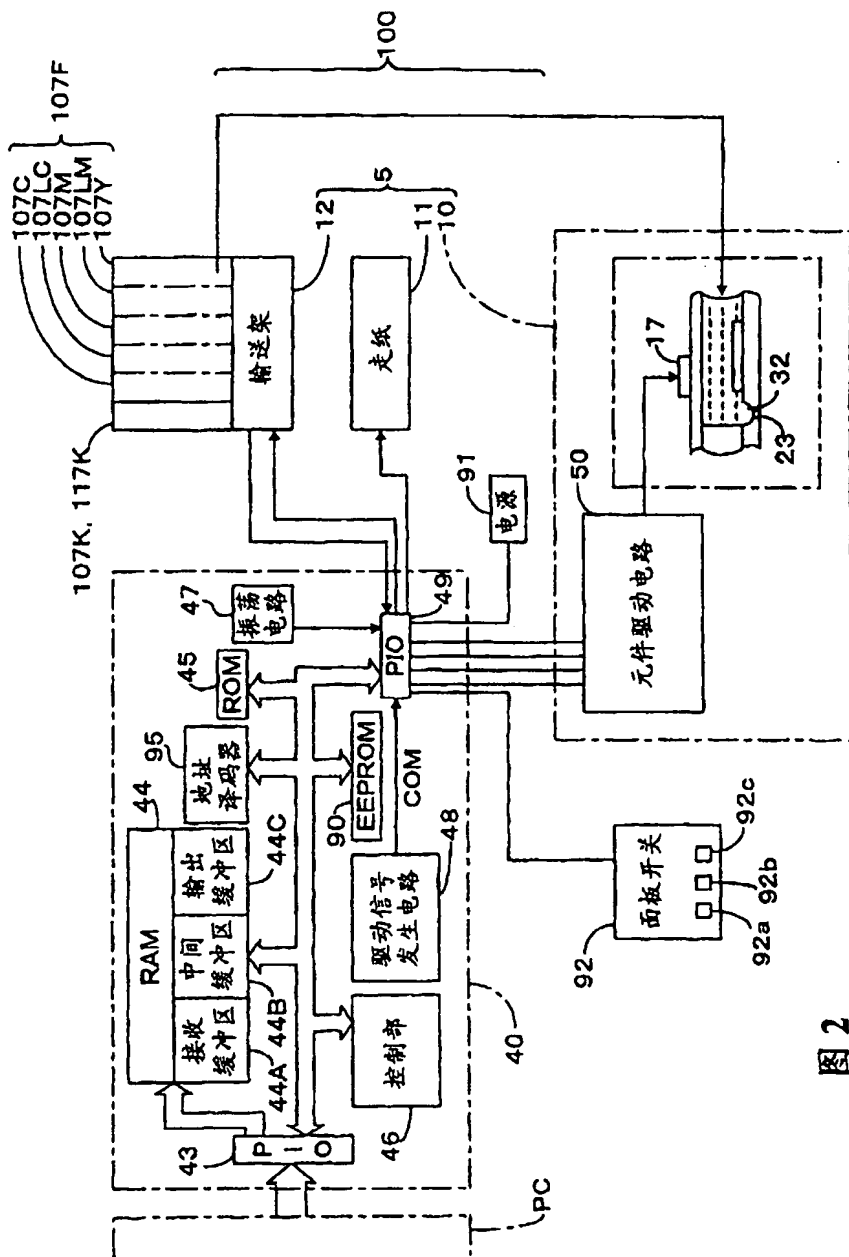 PC
40
43
P-I-O
44
RAM
接收
缓冲区
中间
缓冲区
输出
缓冲区
44A
44B
44C
95
地址
译码器
45
ROM
47
振荡
电路
46
控制部
48
驱动信号
发生电路
90
EEPROM
COM
49
PIO
107K, 117K
107C
107LC
107M
107LM
107Y
107F
输送架
12
走纸
11
10
5
100
91
电源
92
面板开关
92a
92b
92c
50
元件驱动电路
17
23
32
图 2